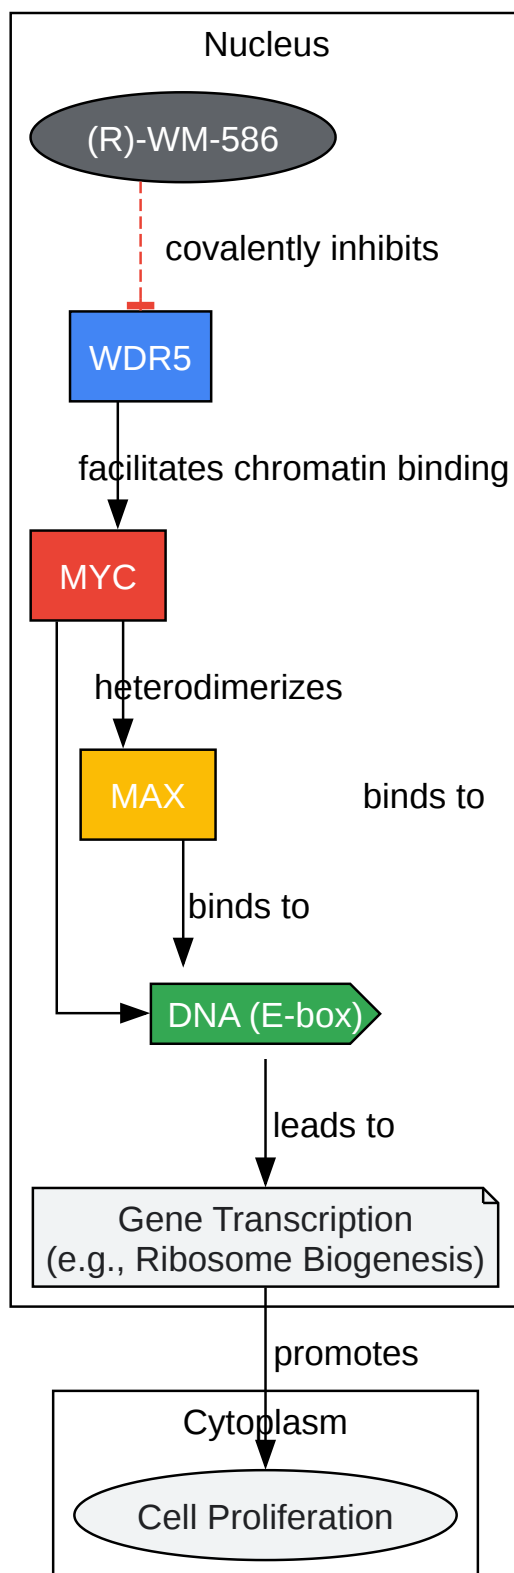 Nucleus
(R)-WM-586
covalently inhibits
WDR5
facilitates chromatin binding
MYC
heterodimerizes
MAX
binds to
binds to
DNA (E-box)
leads to
Gene Transcription
(e.g., Ribosome Biogenesis)
promotes
Cytoplasm
Cell Proliferation